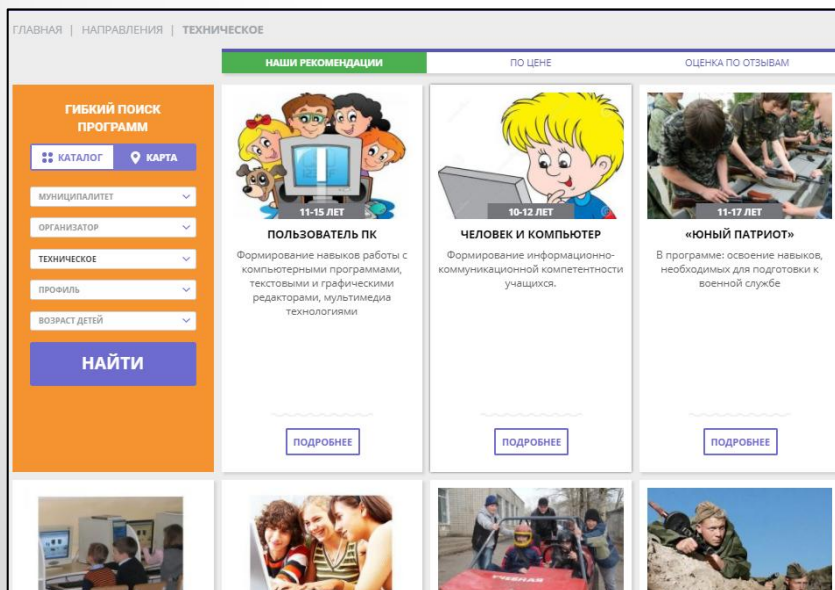 ГЛАВНАЯ | НАПРАВЛЕНИЯ | ТЕХНИЧЕСКОЕ
НАШИ РЕКОМЕНДАЦИИ
ПО ЦЕНЕ
ОЦЕНКА ПО ОТЗЫВАМ
ГИБКИЙ ПОИСК
ПРОГРАММ
КАТАЛОГ
КАРТА
МУНИЦИПАЛИТЕТ
ОРГАНИЗАТОР
ТЕХНИЧЕСКОЕ
ПРОФИЛЬ
ВОЗРАСТ ДЕТЕЙ
НАЙТИ
11-15 ЛЕТ
ПОЛЬЗОВАТЕЛЬ ПК
Формирование навыков работы с
компьютерными программами,
текстовыми и графическими
редакторами, мультимедиа
технологиями
ПОДРОБНЕЕ
10-12 ЛЕТ
ЧЕЛОВЕК И КОМПЬЮТЕР
Формирование информационно-
коммуникационной компетентности
учащихся.
ПОДРОБНЕЕ
11-17 ЛЕТ
«ЮНЫЙ ПАТРИОТ»
В программе: освоение навыков,
необходимых для подготовки к
военной службе
ПОДРОБНЕЕ
УЧЕБНАЯ